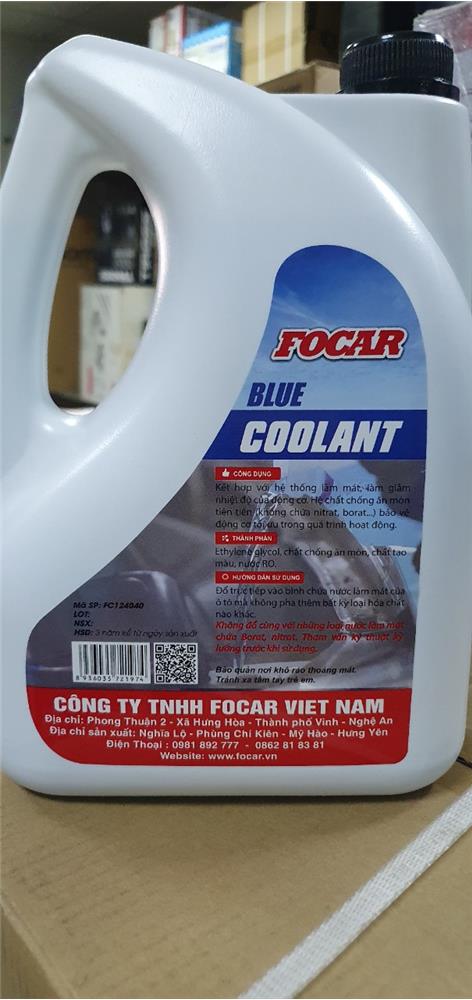 FOCAR
BLUE
COOLANT
CÔNG DỤNG
Kết hợp với hệ thống làm mát, làm giảm
nhiệt độ của động cơ. Hệ chất chống ăn mòn
tiên tiến (không chứa nitrat, borat...) bảo vệ
động cơ tối ưu trong quá trình hoạt động.
THÀNH PHẦN
Ethylene glycol, chất chống ăn mòn, chất tạo
màu, nước RO.
HƯỚNG DẪN SỬ DỤNG
Đổ trực tiếp vào bình chứa nước làm mát của
ô tô mà không pha thêm bất kỳ loại hóa chất
nào khác.
Không đổ cùng với những loại nước làm mát
chứa Borat, nitrat, Tham vấn kỹ thuật kỹ
lưỡng trước khi sử dụng.
Bảo quản nơi khô ráo thoáng mát.
Tránh xa tầm tay trẻ em.
Mã SP: FC124040
LOT:
NSX:
HSD: 3 năm kể từ ngày sản xuất
8 936035 721974
CÔNG TY TNHH FOCAR VIET NAM
Địa chỉ: Phong Thuận 2 - Xã Hưng Hòa - Thành phố Vinh - Nghệ An
Địa chỉ sản xuất: Nghĩa Lộ - Phùng Chí Kiên - Mỹ Hào - Hưng Yên
Điện Thoại : 0981 892 777 - 0862 81 83 81
Website: www.focar.vn